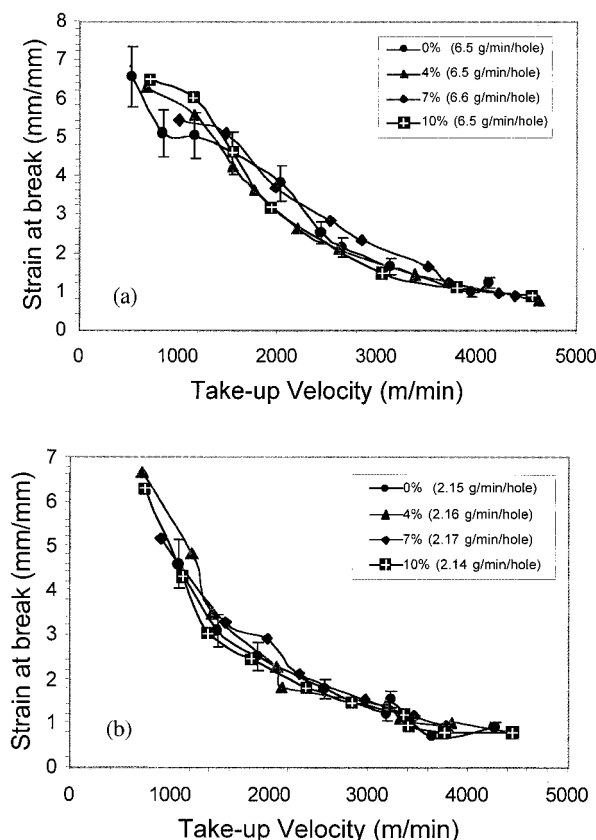 8
7
6
5
4
3
2
1
0
Strain at break (mm/mm)
0% (6.5 g/min/hole)
4% (6.5 g/min/hole)
7% (6.6 g/min/hole)
10% (6.5 g/min/hole)
(a)
0 1000 2000 3000 4000 5000
Take-up Velocity (m/min)
7
6
5
4
3
2
1
0
Strain at break (mm/mm)
0% (2.15 g/min/hole)
4% (2.16 g/min/hole)
7% (2.17 g/min/hole)
10% (2.14 g/min/hole)
(b)
0 1000 2000 3000 4000 5000
Take-up Velocity (m/min)